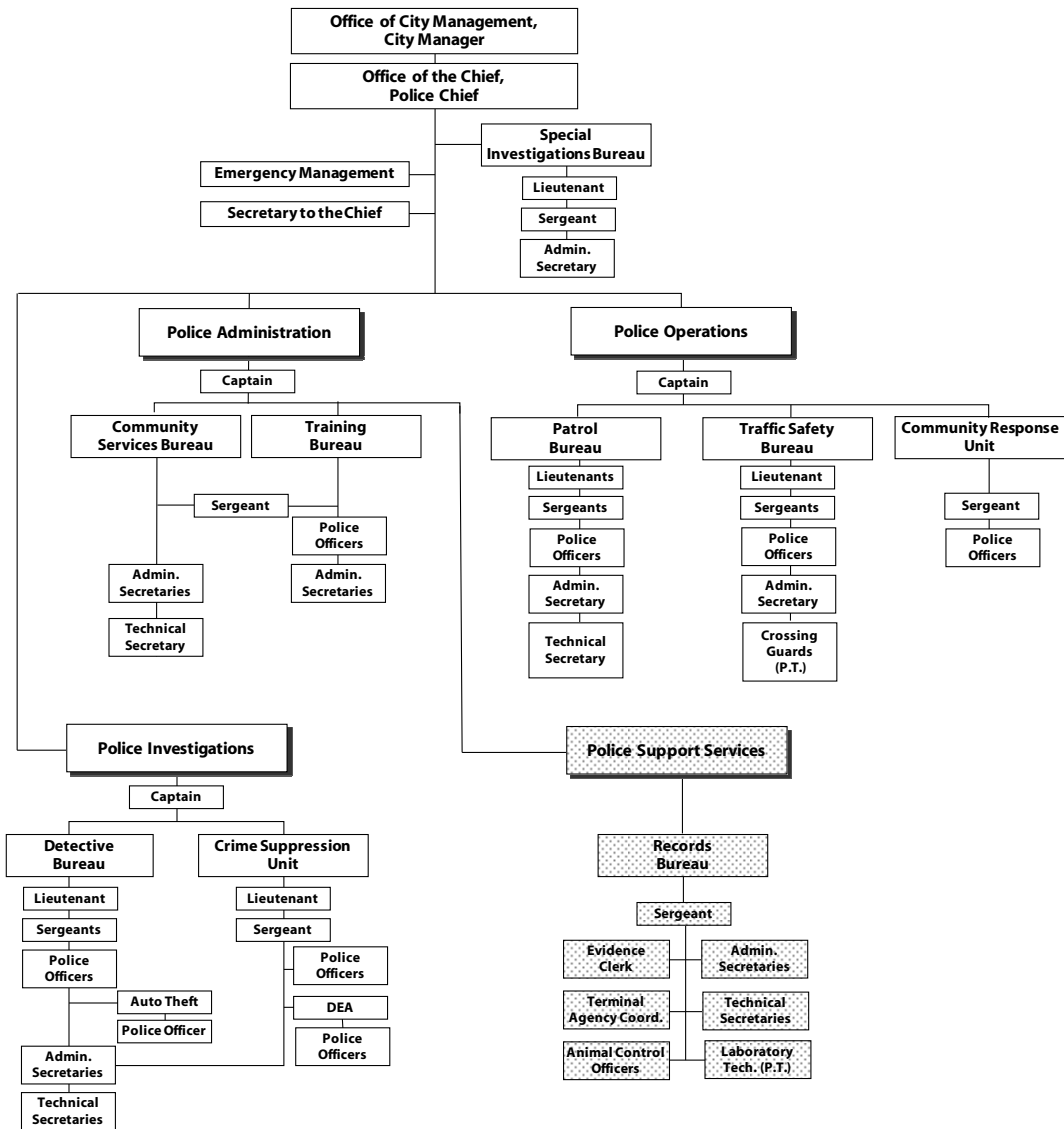 Office of City Management,
City Manager
Office of the Chief,
Police Chief
Special
Investigations Bureau
Emergency Management
Lieutenant
Secretary to the Chief
Sergeant
Admin.
Secretary
Police Administration
Captain
Community
Services Bureau
Training
Bureau
Sergeant
Police
Officers
Admin.
Secretaries
Admin.
Secretaries
Technical
Secretary
Police Operations
Captain
Patrol
Bureau
Lieutenants
Sergeants
Police
Officers
Admin.
Secretary
Technical
Secretary
Traffic Safety
Bureau
Lieutenant
Sergeants
Police
Officers
Admin.
Secretary
Crossing
Guards
(P.T.)
Community Response
Unit
Sergeant
Police
Officers
Police Investigations
Captain
Detective
Bureau
Lieutenant
Sergeants
Police
Officers
Auto Theft
Police Officer
Admin.
Secretaries
Technical
Secretaries
Crime Suppression
Unit
Lieutenant
Sergeant
Police
Officers
DEA
Police
Officers
Police Support Services
Records
Bureau
Sergeant
Evidence
Clerk
Admin.
Secretaries
Terminal
Agency Coord.
Technical
Secretaries
Animal Control
Officers
Laboratory
Tech. (P.T.)